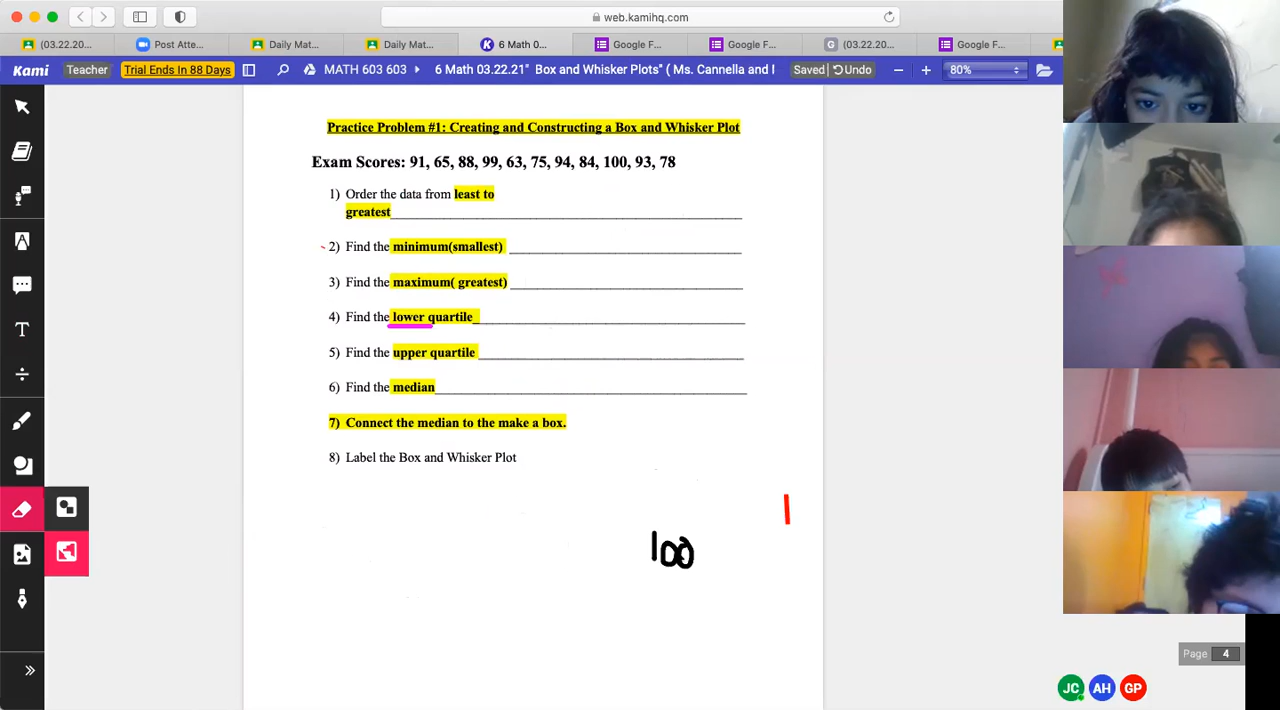 web.kamihq.com
(03.22.20... Post Atte... Daily Mat... Daily Mat... 6 Math 0... Google F... Google F... (03.22.20... Google F...
Kami Teacher Trial Ends In 88 Days MATH 603 603 6 Math 03.22.21" Box and Whisker Plots" ( Ms. Cannella and I Saved Undo 80%
Practice Problem #1: Creating and Constructing a Box and Whisker Plot
Exam Scores: 91, 65, 88, 99, 63, 75, 94, 84, 100, 93, 78
1) Order the data from least to
greatest
2) Find the minimum(smallest)
3) Find the maximum( greatest)
4) Find the lower quartile
5) Find the upper quartile
6) Find the median
7) Connect the median to the make a box.
8) Label the Box and Whisker Plot
100
Page 4
JC AH GP